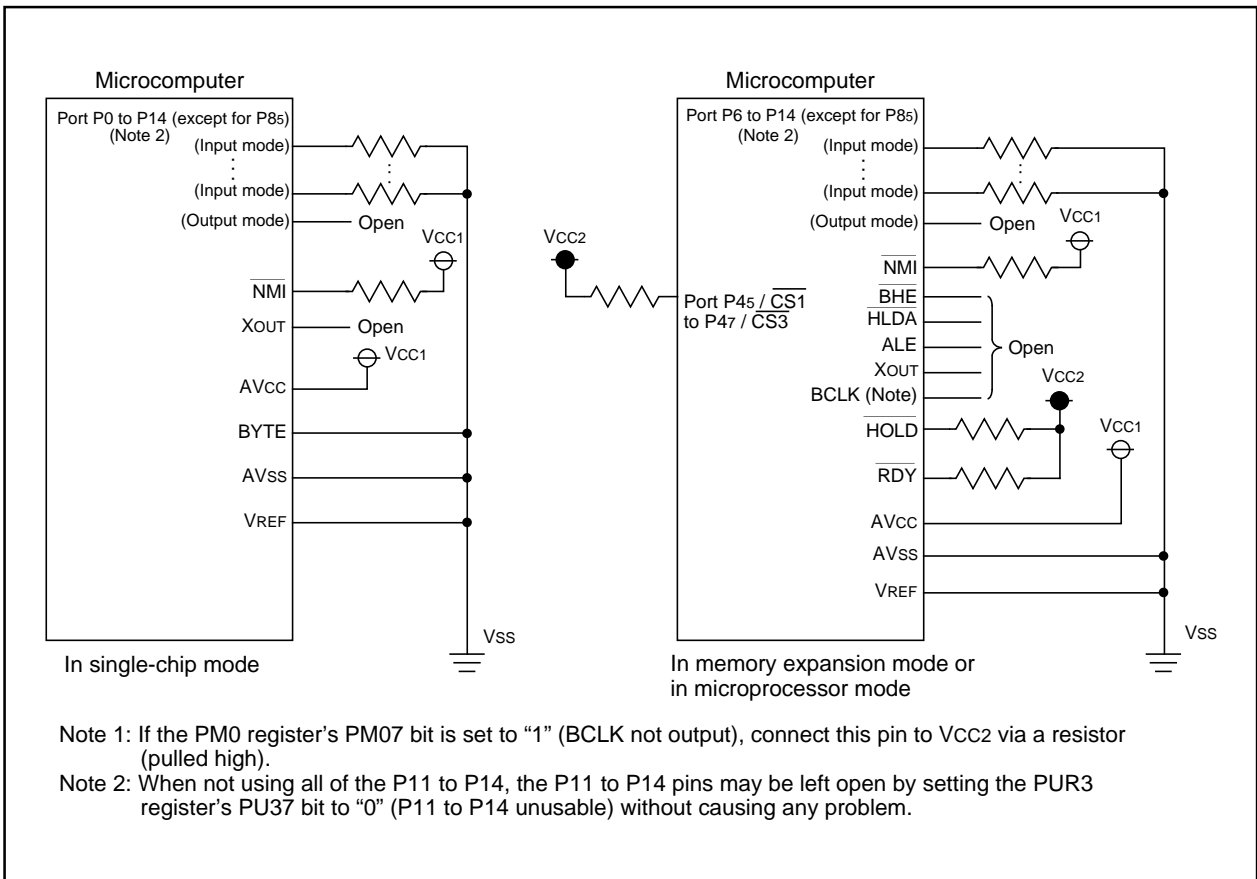 Microcomputer
Port P0 to P14 (except for P85)
(Note 2)
(Input mode)
(Input mode)
(Output mode)
Open
VCC1
NMI
XOUT
Open
VCC1
AVCC
BYTE
AVSS
VREF
VSS
In single-chip mode
Microcomputer
VCC2
Port P45 / CS1
to P47 / CS3
Port P6 to P14 (except for P85)
(Note 2)
(Input mode)
(Input mode)
(Output mode)
Open
VCC1
NMI
BHE
HLDA
ALE
XOUT
BCLK (Note)
Open
VCC2
HOLD
RDY
VCC1
AVCC
AVSS
VREF
VSS
In memory expansion mode or
in microprocessor mode
Note 1: If the PM0 register’s PM07 bit is set to “1” (BCLK not output), connect this pin to VCC2 via a resistor
(pulled high).
Note 2: When not using all of the P11 to P14, the P11 to P14 pins may be left open by setting the PUR3
register’s PU37 bit to “0” (P11 to P14 unusable) without causing any problem.